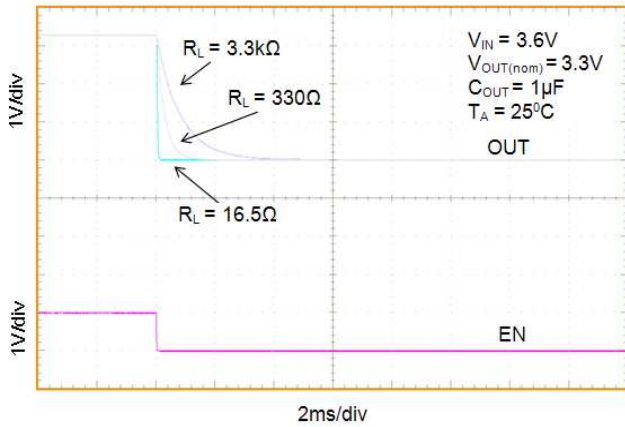 R_L = 3.3kΩ
R_L = 330Ω
R_L = 16.5Ω
V_IN = 3.6V
V_OUT(nom) = 3.3V
C_OUT = 1µF
T_A = 25⁰C
OUT
EN
1V/div
1V/div
2ms/div